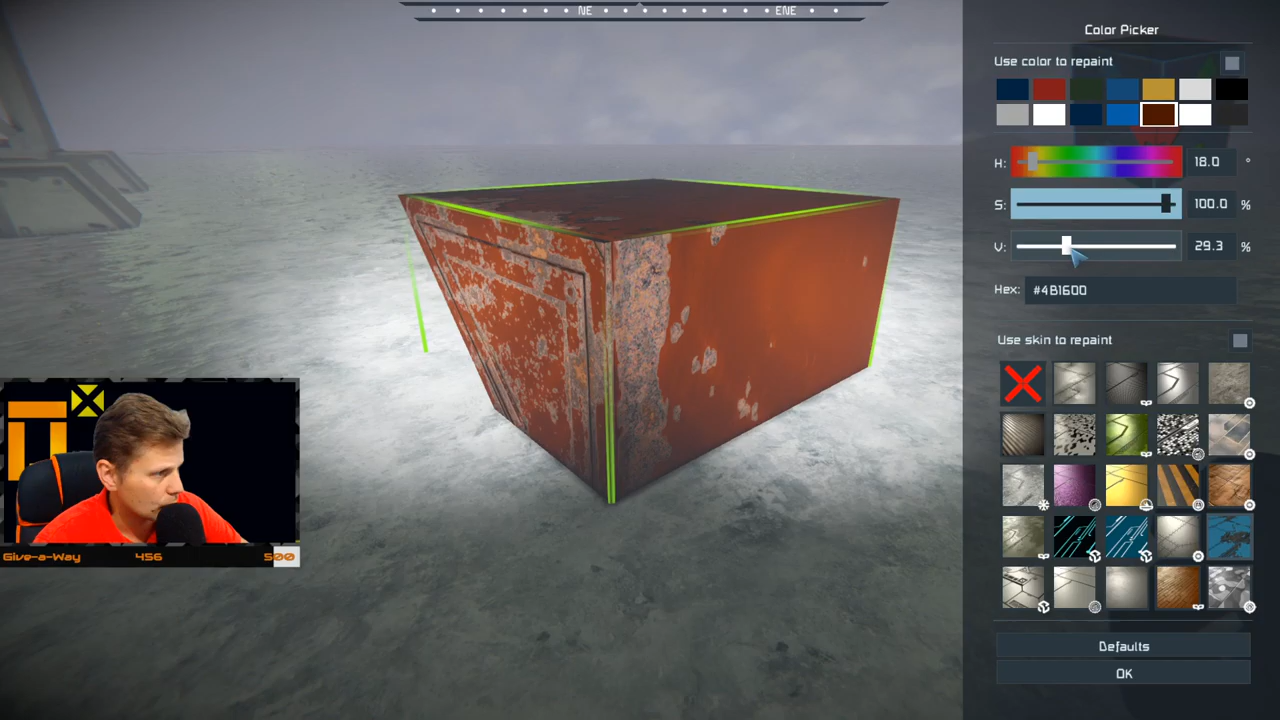 NE
ENE
Color Picker
Use color to repaint
H:
18.0
°
S:
100.0
%
V:
29.3
%
Hex:
#4B1600
Use skin to repaint
Give-a-Way
456
500
Defaults
OK